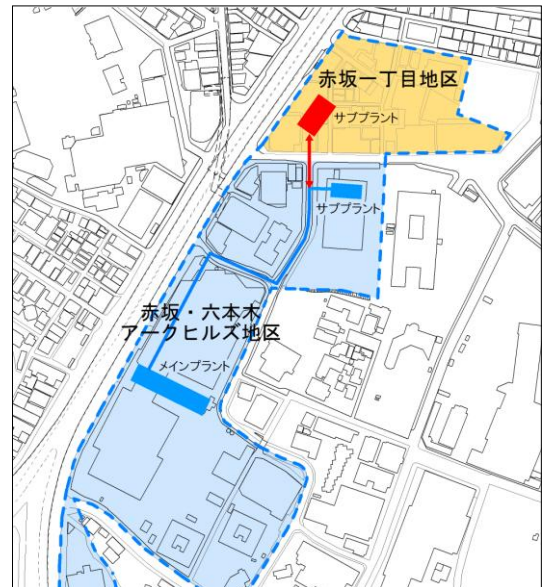 赤坂一丁目地区
サブプラント
サブプラント
赤坂・六本木
アークヒルズ地区
メインプラント